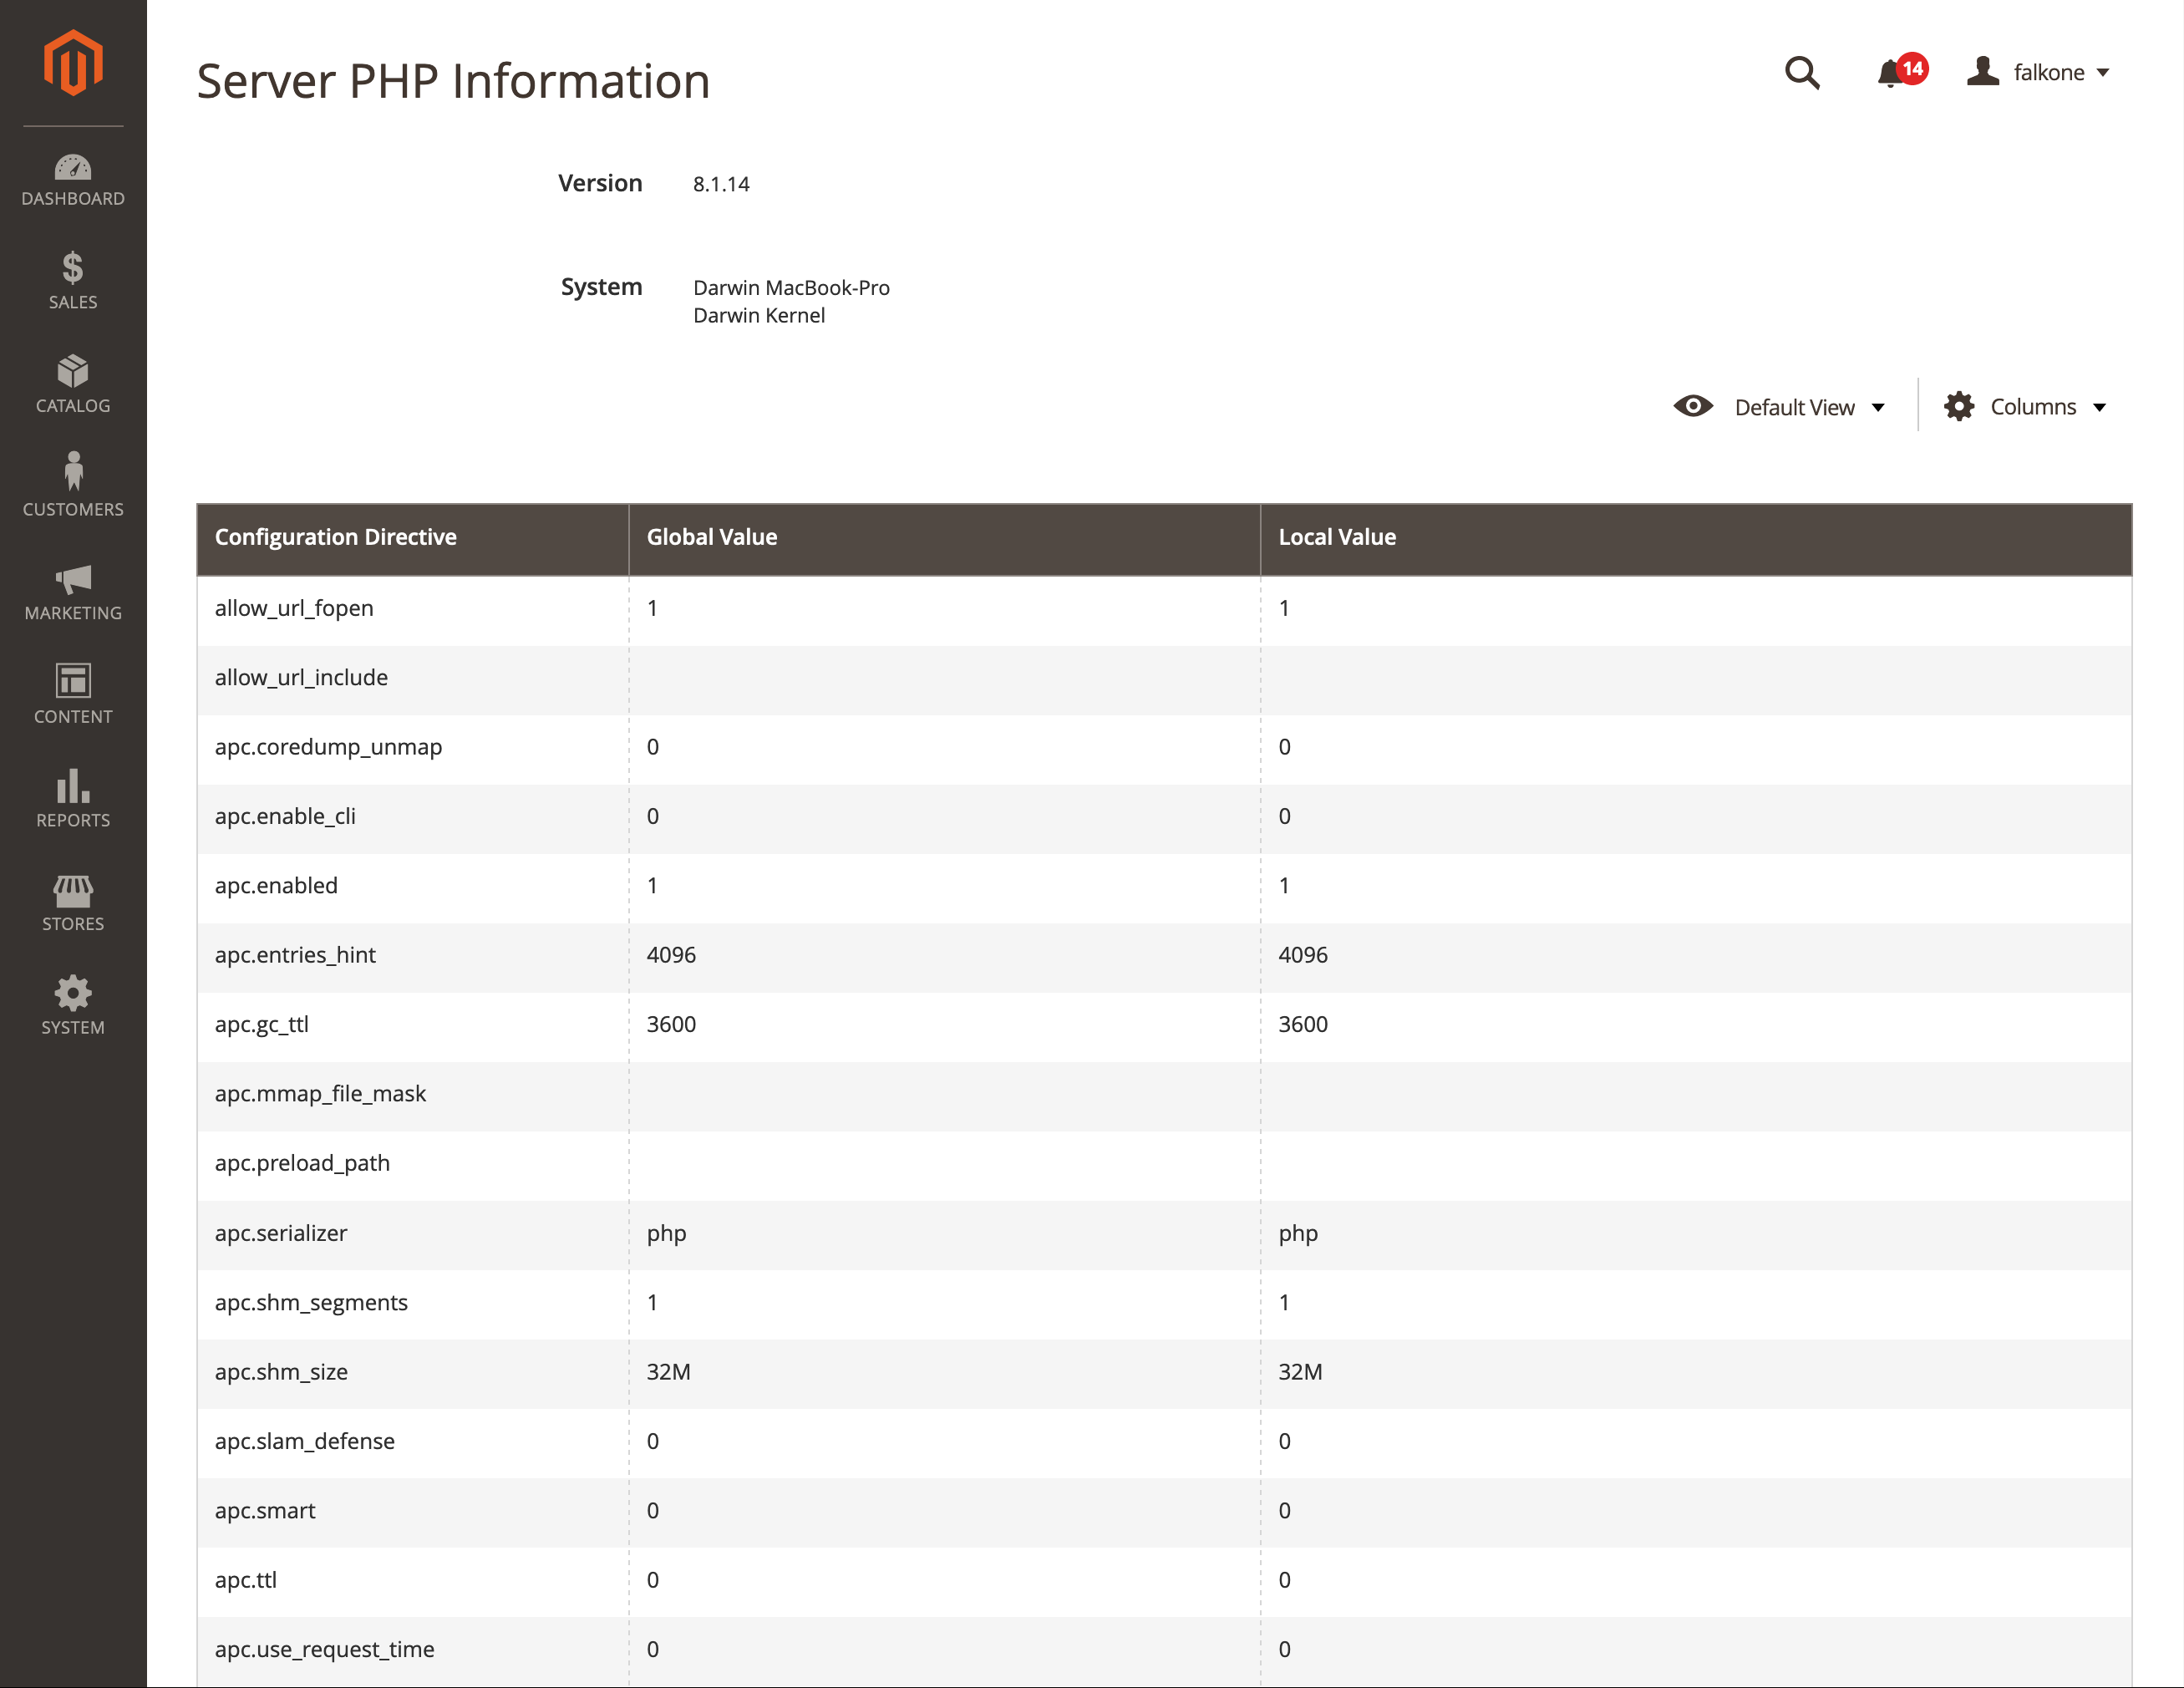 Server PHP Information
14
falkone
DASHBOARD
SALES
CATALOG
CUSTOMERS
MARKETING
CONTENT
REPORTS
STORES
SYSTEM
Version 8.1.14
System Darwin MacBook-Pro
Darwin Kernel
Default View
Columns
Configuration Directive Global Value Local Value
allow_url_fopen 1 1
allow_url_include
apc.coredump_unmap 0 0
apc.enable_cli 0 0
apc.enabled 1 1
apc.entries_hint 4096 4096
apc.gc_ttl 3600 3600
apc.mmap_file_mask
apc.preload_path
apc.serializer php php
apc.shm_segments 1 1
apc.shm_size 32M 32M
apc.slam_defense 0 0
apc.smart 0 0
apc.ttl 0 0
apc.use_request_time 0 0